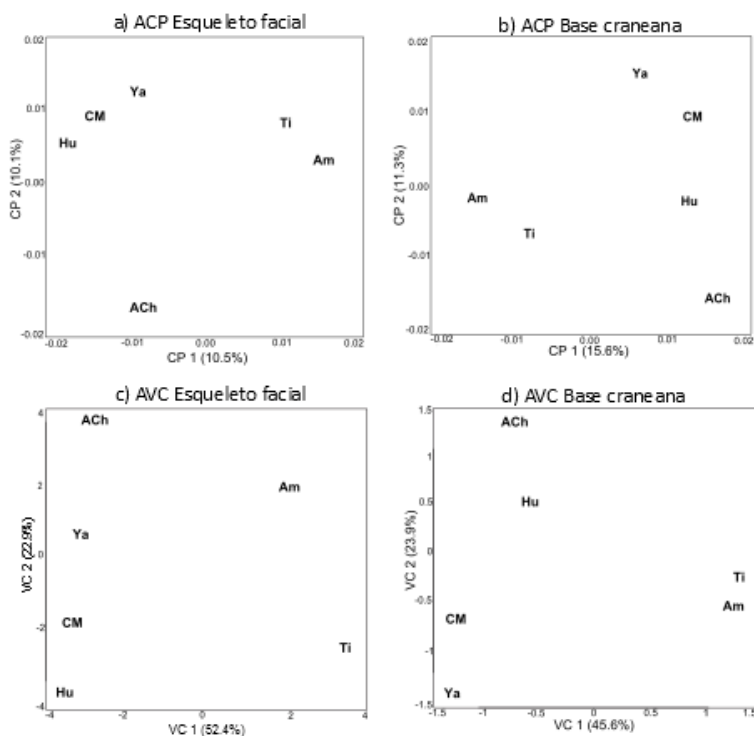 a) ACP Esqueleto facial
0.02
0.01
0.00
-0.01
-0.02
CP 2 (10.1%)
Ya
CM
Hu
Ti
Am
ACh
-0.02
-0.01
0.00
0.01
0.02
CP 1 (10.5%)
b) ACP Base craneana
0.02
0.01
0.00
-0.01
-0.02
CP 2 (11.3%)
Ya
CM
Am
Hu
Ti
ACh
-0.02
-0.01
0.00
0.01
0.02
CP 1 (15.6%)
c) AVC Esqueleto facial
4
2
0
-2
-4
VC 2 (22.9%)
ACh
Am
Ya
CM
Ti
Hu
-4
-2
0
2
4
VC 1 (52.4%)
d) AVC Base craneana
1.5
1
0.5
0
-0.5
-1
-1.5
VC 2 (23.9%)
ACh
Hu
Ti
Am
CM
Ya
-1.5
-1
-0.5
0
0.5
1
1.5
VC 1 (45.6%)